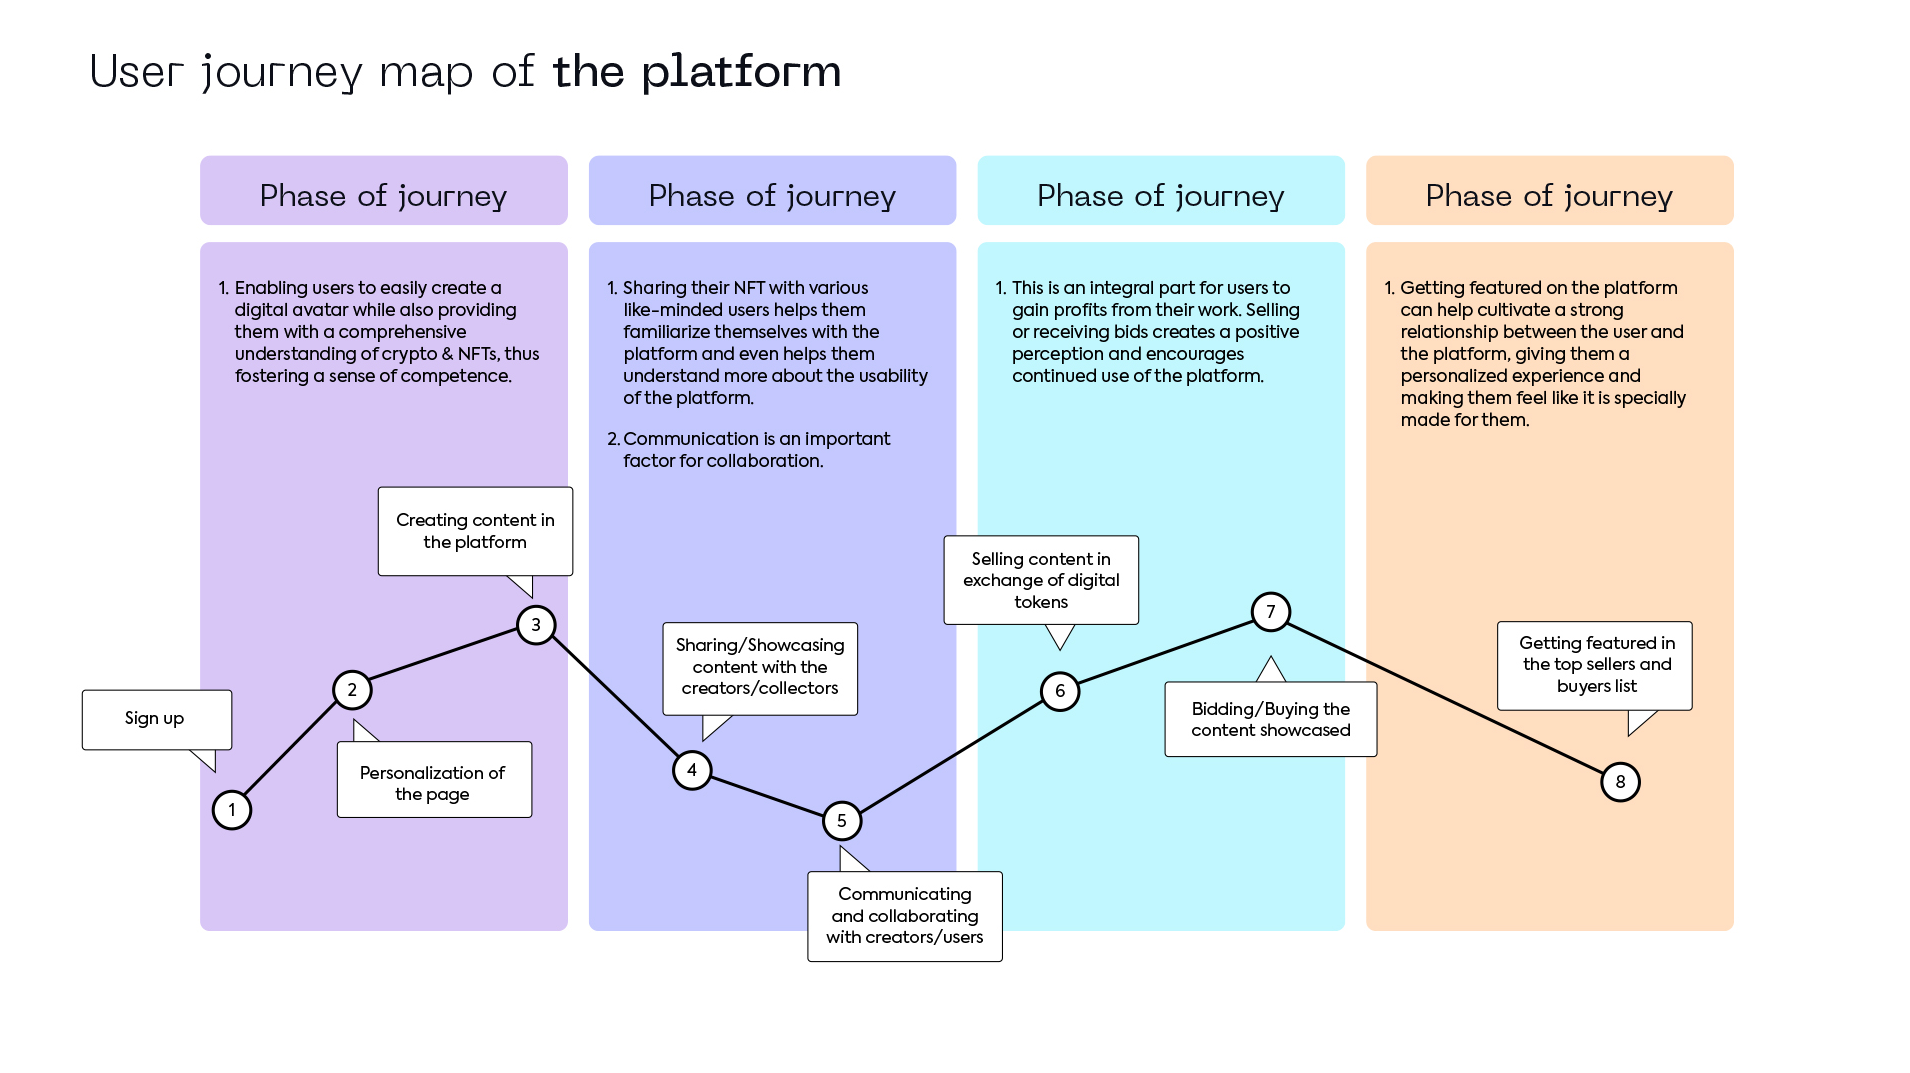 User journey map of the platform
Phase of journey
Phase of journey
Phase of journey
Phase of journey
1. Enabling users to easily create a
digital avatar while also providing
them with a comprehensive
understanding of crypto & NFTs, thus
fostering a sense of competence.
1. Sharing their NFT with various
like-minded users helps them
familiarize themselves with the
platform and even helps them
understand more about the usability
of the platform.
2. Communication is an important
factor for collaboration.
1. This is an integral part for users to
gain profits from their work. Selling
or receiving bids creates a positive
perception and encourages
continued use of the platform.
1. Getting featured on the platform
can help cultivate a strong
relationship between the user and
the platform, giving them a
personalized experience and
making them feel like it is specially
made for them.
Sign up
1
2
Personalization of
the page
Creating content in
the platform
3
Sharing/Showcasing
content with the
creators/collectors
4
5
Communicating
and collaborating
with creators/users
Selling content in
exchange of digital
tokens
6
7
Bidding/Buying the
content showcased
Getting featured in
the top sellers and
buyers list
8